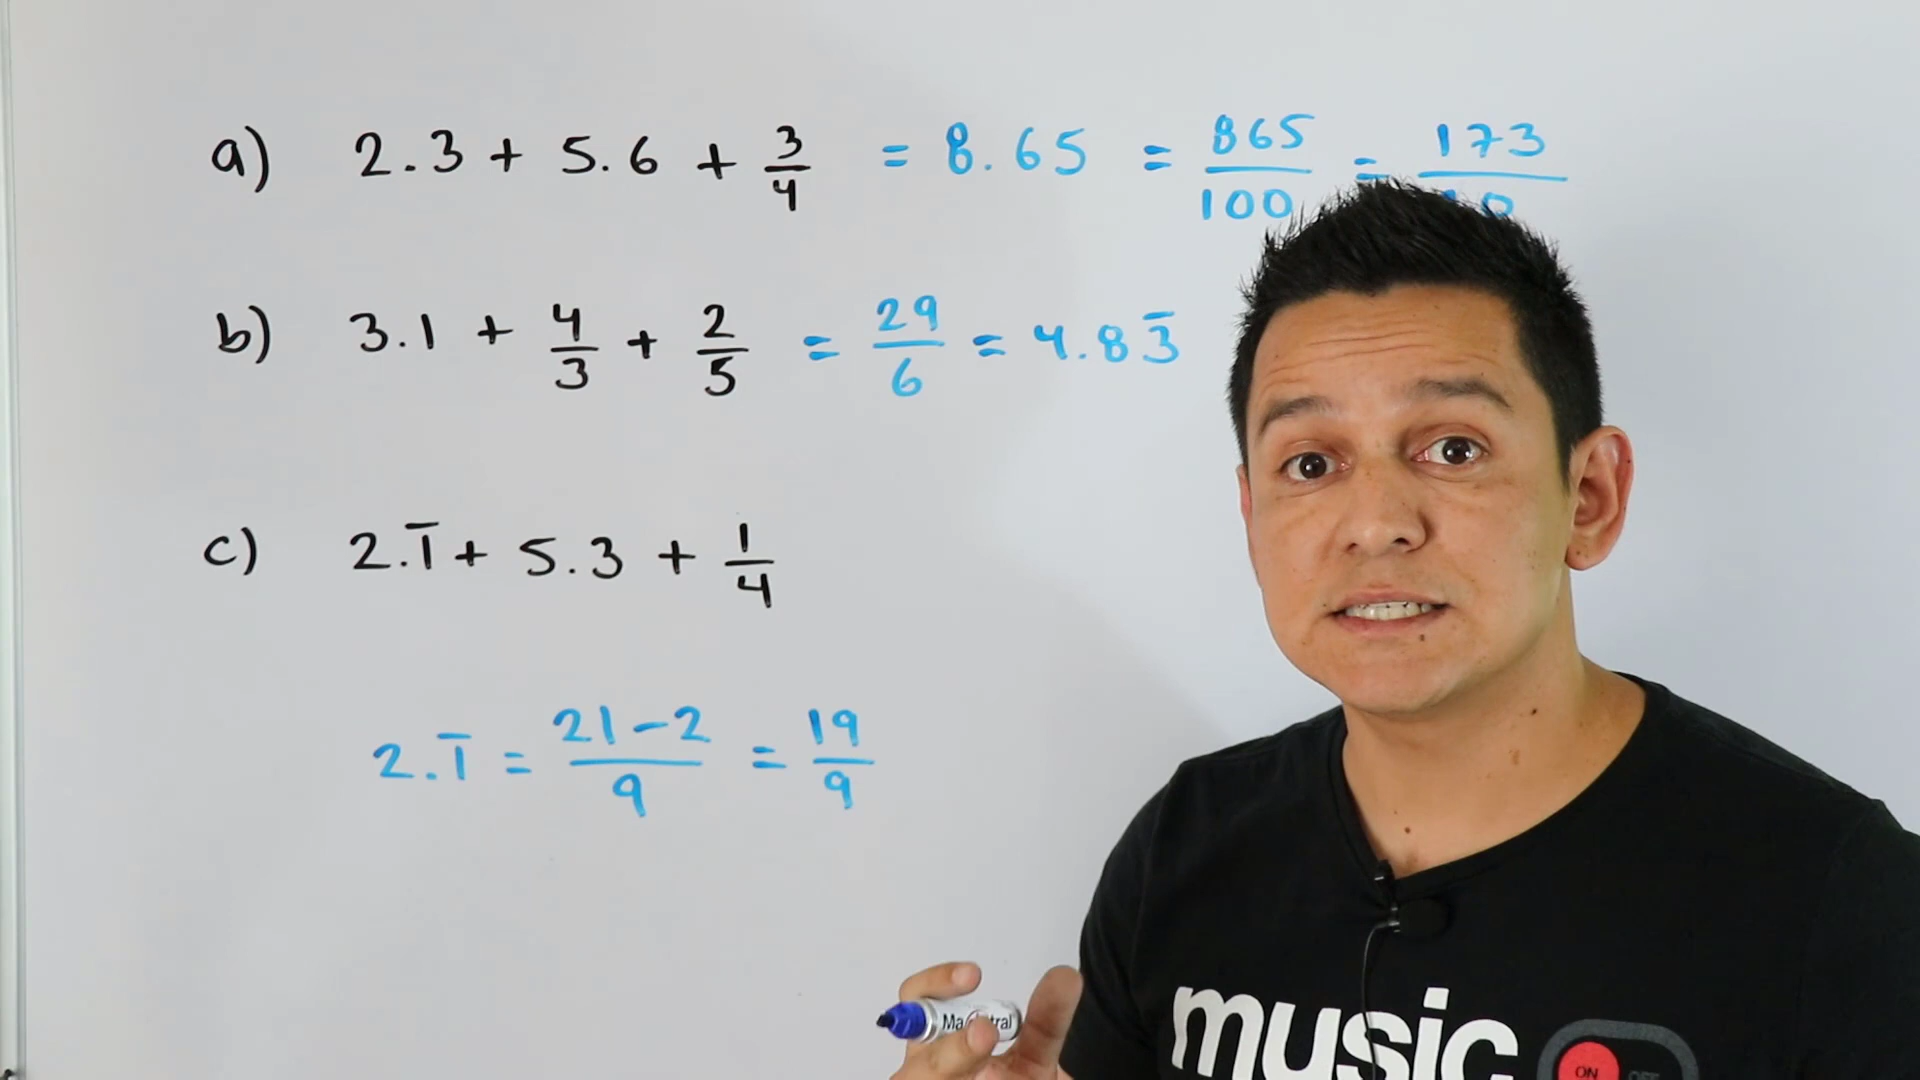 a) 2.3 + 5.6 + 3/4 = 8.65 = 865/100 = 173/
b) 3.1 + 4/3 + 2/5 = 29/6 = 4.83̅
c) 2.1̅ + 5.3 + 1/4
2.1̅ = 21-2/9 = 19/9
music
ON
OFF